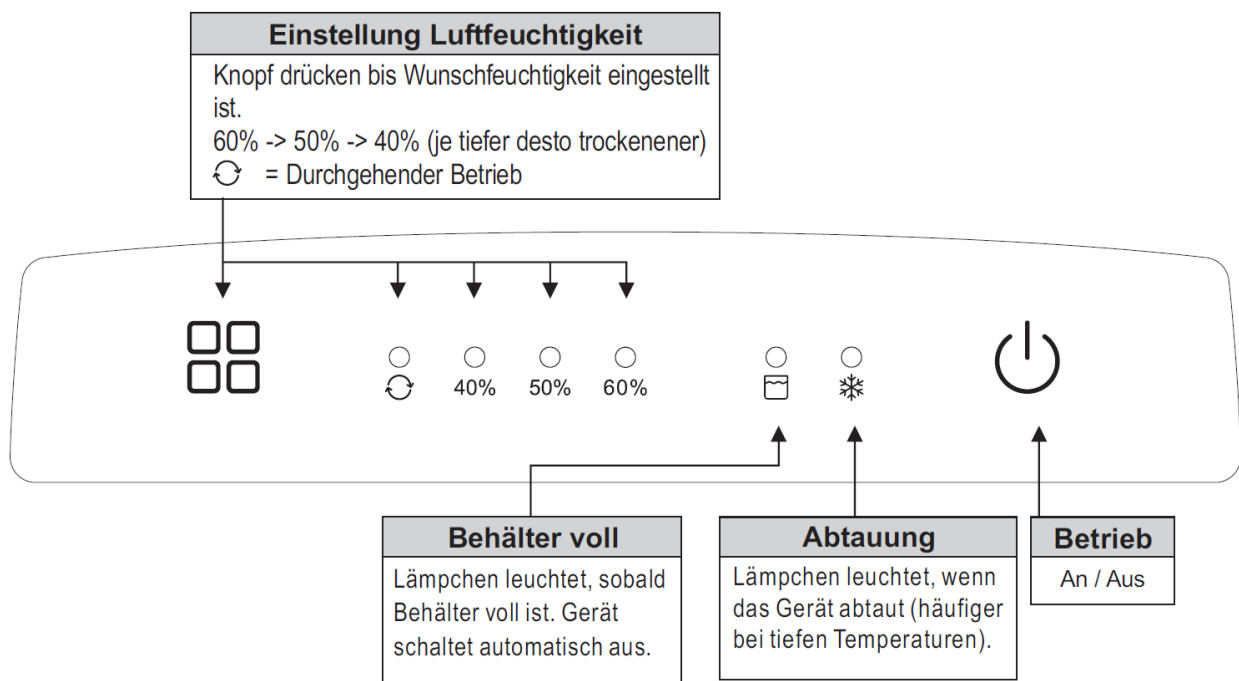 Einstellung Luftfeuchtigkeit
Knopf drücken bis Wunschfeuchtigkeit eingestellt
ist.
60% -> 50% -> 40% (je tiefer desto trockenener)
= Durchgehender Betrieb
40% 50% 60%
Behälter voll
Lämpchen leuchtet, sobald
Behälter voll ist. Gerät
schaltet automatisch aus.
Abtauung
Lämpchen leuchtet, wenn
das Gerät abtaut (häufiger
bei tiefen Temperaturen).
Betrieb
An / Aus